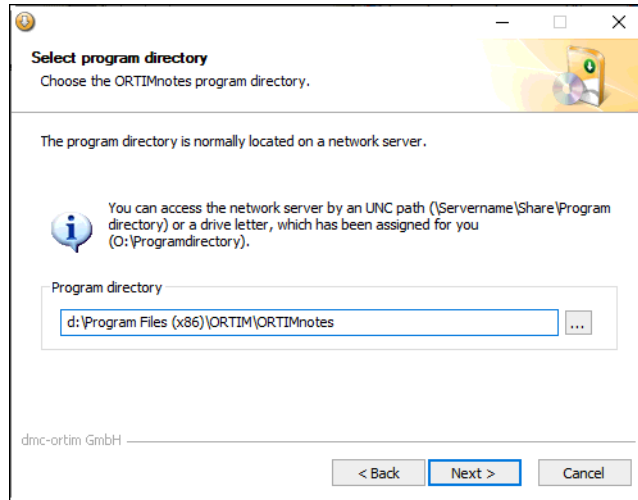 Select program directory
Choose the ORTIMnotes program directory.
The program directory is normally located on a network server.
You can access the network server by an UNC path (\Servername\Share\Program
directory) or a drive letter, which has been assigned for you
(O:\Programdirectory).
Program directory
d:\Program Files (x86)\ORTIM\ORTIMnotes
...
dmc-ortim GmbH
< Back
Next >
Cancel